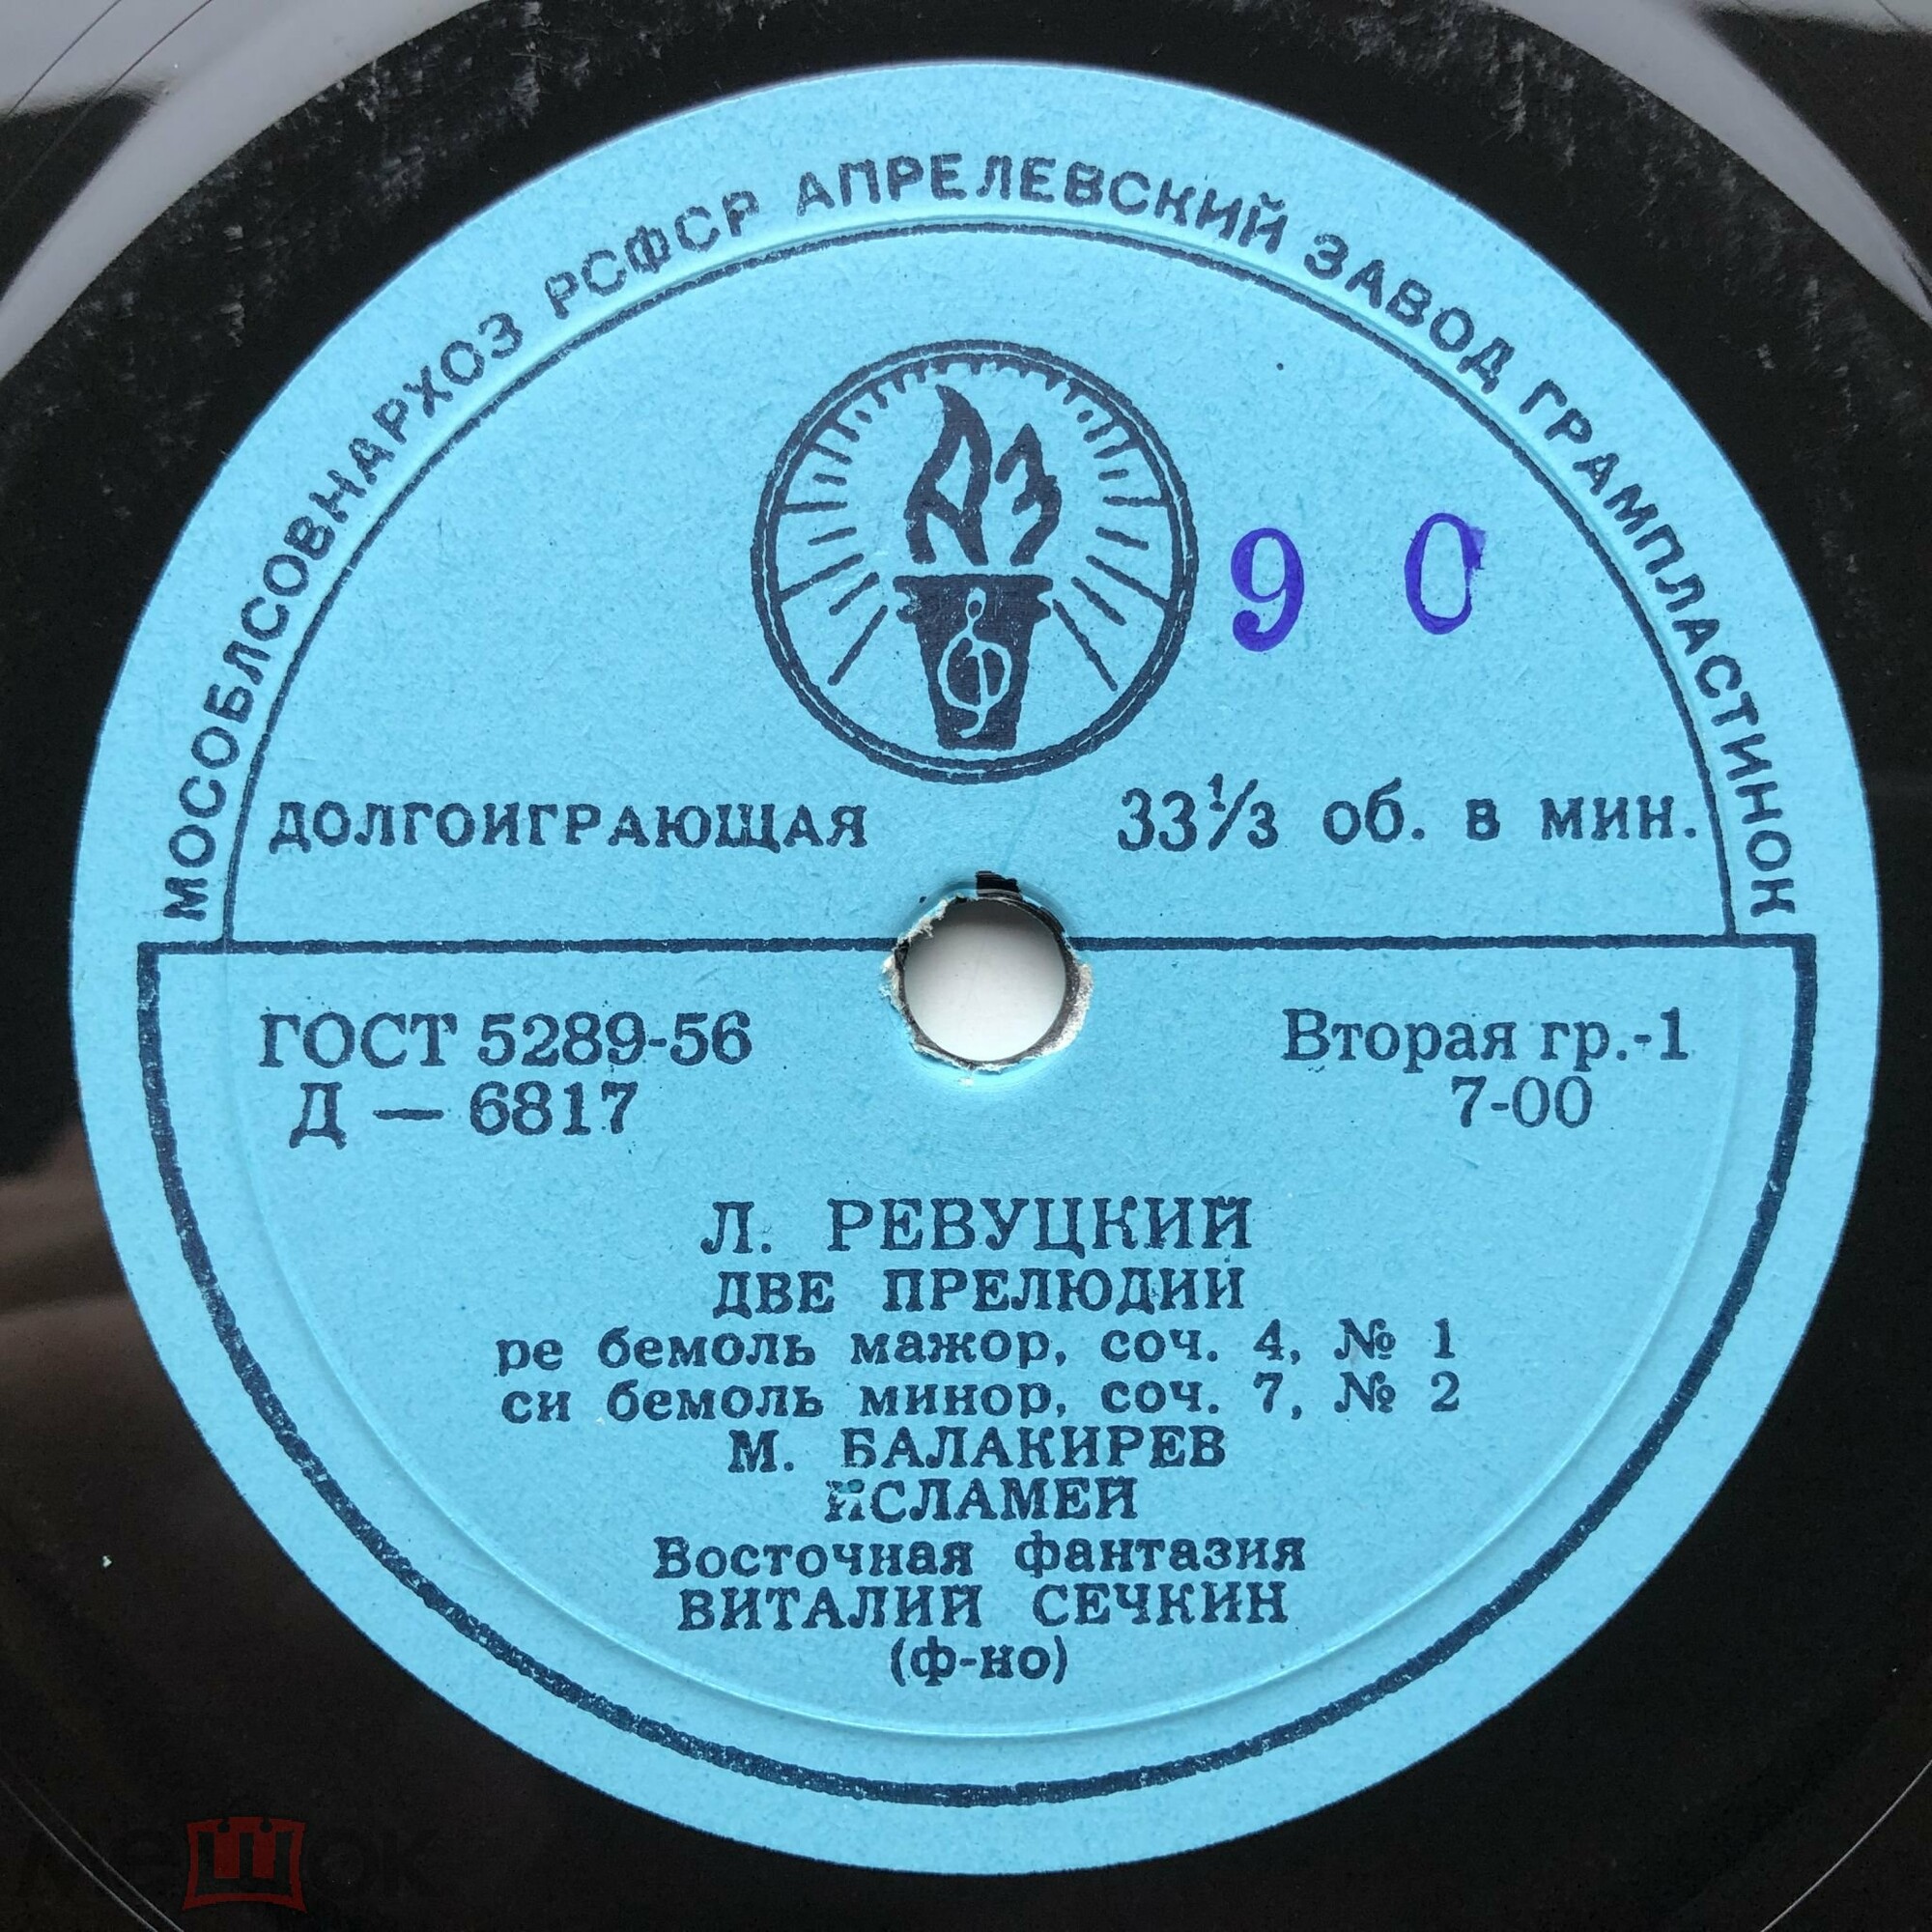 МОСОБЛСОВНАРХОЗ РСФСР АПРЕЛЕВСКИЙ ЗАВОД ГРАМПЛАСТИНОК
АЗ
9 0
ДОЛГОИГРАЮЩАЯ 33⅓ об. в мин.
ГОСТ 5289-56 Вторая гр.-1
Д — 6817 7-00
Л. РЕВУЦКИЙ
ДВЕ ПРЕЛЮДИИ
ре бемоль мажор, соч. 4, № 1
си бемоль минор, соч. 7, № 2
М. БАЛАКИРЕВ
ИСЛАМЕЙ
Восточная фантазия
ВИТАЛИЙ СЕЧКИН
(ф-но)
мешок